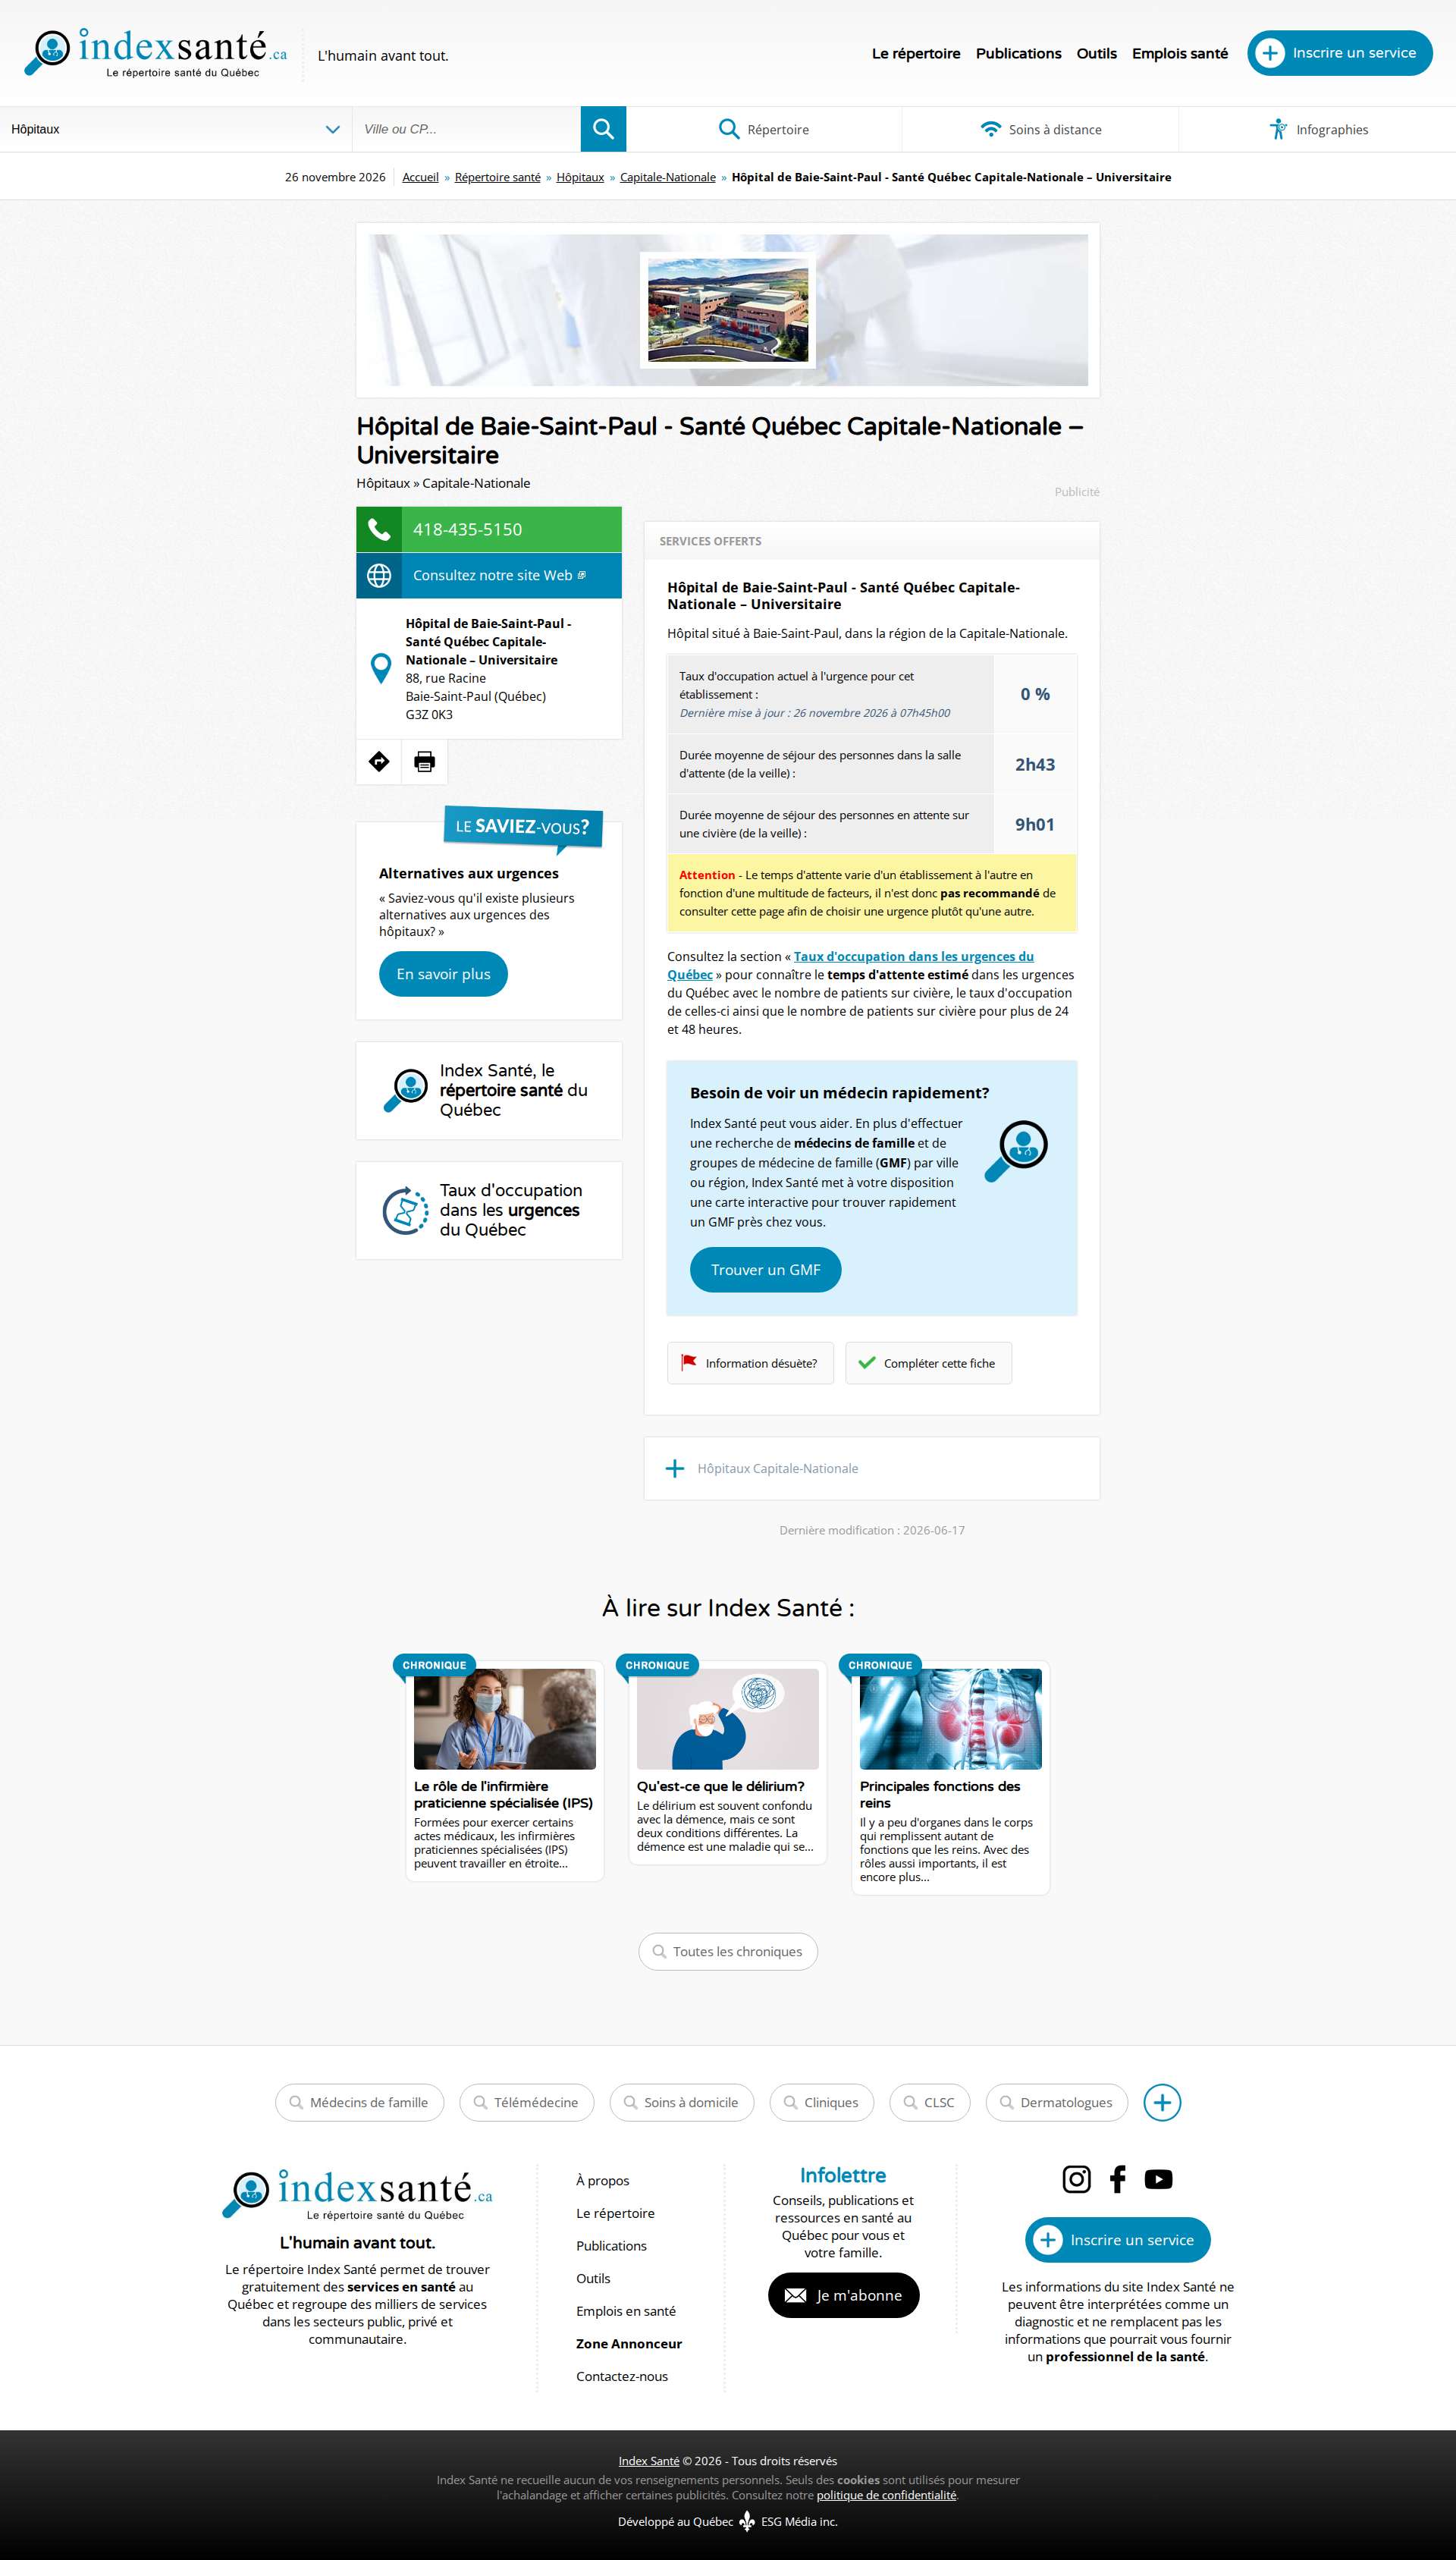 indexsanté.ca
Le répertoire santé du Québec
L'humain avant tout.
Le répertoire
Publications
Outils
Emplois santé
Inscrire un service
Hôpitaux
Ville ou CP...
Répertoire
Soins à distance
Infographies
26 novembre 2026 Accueil » Répertoire santé » Hôpitaux » Capitale-Nationale » Hôpital de Baie-Saint-Paul - Santé Québec Capitale-Nationale – Universitaire
Hôpital de Baie-Saint-Paul - Santé Québec Capitale-Nationale –
Universitaire
Hôpitaux » Capitale-Nationale
Publicité
418-435-5150
Consultez notre site Web
Hôpital de Baie-Saint-Paul -
Santé Québec Capitale-
Nationale – Universitaire
88, rue Racine
Baie-Saint-Paul (Québec)
G3Z 0K3
LE SAVIEZ-VOUS?
Alternatives aux urgences
« Saviez-vous qu'il existe plusieurs
alternatives aux urgences des
hôpitaux? »
En savoir plus
Index Santé, le
répertoire santé du
Québec
Taux d'occupation
dans les urgences
du Québec
SERVICES OFFERTS
Hôpital de Baie-Saint-Paul - Santé Québec Capitale-
Nationale – Universitaire
Hôpital situé à Baie-Saint-Paul, dans la région de la Capitale-Nationale.
Taux d'occupation actuel à l'urgence pour cet
établissement :
Dernière mise à jour : 26 novembre 2026 à 07h45h00
0 %
Durée moyenne de séjour des personnes dans la salle
d'attente (de la veille) :
2h43
Durée moyenne de séjour des personnes en attente sur
une civière (de la veille) :
9h01
Attention - Le temps d'attente varie d'un établissement à l'autre en
fonction d'une multitude de facteurs, il n'est donc pas recommandé de
consulter cette page afin de choisir une urgence plutôt qu'une autre.
Consultez la section « Taux d'occupation dans les urgences du
Québec » pour connaître le temps d'attente estimé dans les urgences
du Québec avec le nombre de patients sur civière, le taux d'occupation
de celles-ci ainsi que le nombre de patients sur civière pour plus de 24
et 48 heures.
Besoin de voir un médecin rapidement?
Index Santé peut vous aider. En plus d'effectuer
une recherche de médecins de famille et de
groupes de médecine de famille (GMF) par ville
ou région, Index Santé met à votre disposition
une carte interactive pour trouver rapidement
un GMF près chez vous.
Trouver un GMF
Information désuète?
Compléter cette fiche
Hôpitaux Capitale-Nationale
Dernière modification : 2026-06-17
À lire sur Index Santé :
CHRONIQUE
Le rôle de l'infirmière
praticienne spécialisée (IPS)
Formées pour exercer certains
actes médicaux, les infirmières
praticiennes spécialisées (IPS)
peuvent travailler en étroite...
CHRONIQUE
Qu'est-ce que le délirium?
Le délirium est souvent confondu
avec la démence, mais ce sont
deux conditions différentes. La
démence est une maladie qui se...
CHRONIQUE
Principales fonctions des
reins
Il y a peu d'organes dans le corps
qui remplissent autant de
fonctions que les reins. Avec des
rôles aussi importants, il est
encore plus...
Toutes les chroniques
Médecins de famille
Télémédecine
Soins à domicile
Cliniques
CLSC
Dermatologues
indexsanté.ca
Le répertoire santé du Québec
L'humain avant tout.
Le répertoire Index Santé permet de trouver
gratuitement des services en santé au
Québec et regroupe des milliers de services
dans les secteurs public, privé et
communautaire.
À propos
Le répertoire
Publications
Outils
Emplois en santé
Zone Annonceur
Contactez-nous
Infolettre
Conseils, publications et
ressources en santé au
Québec pour vous et
votre famille.
Je m'abonne
Inscrire un service
Les informations du site Index Santé ne
peuvent être interprétées comme un
diagnostic et ne remplacent pas les
informations que pourrait vous fournir
un professionnel de la santé.
Index Santé © 2026 - Tous droits réservés
Index Santé ne recueille aucun de vos renseignements personnels. Seuls des cookies sont utilisés pour mesurer
l'achalandage et afficher certaines publicités. Consultez notre politique de confidentialité.
Développé au Québec ESG Média inc.